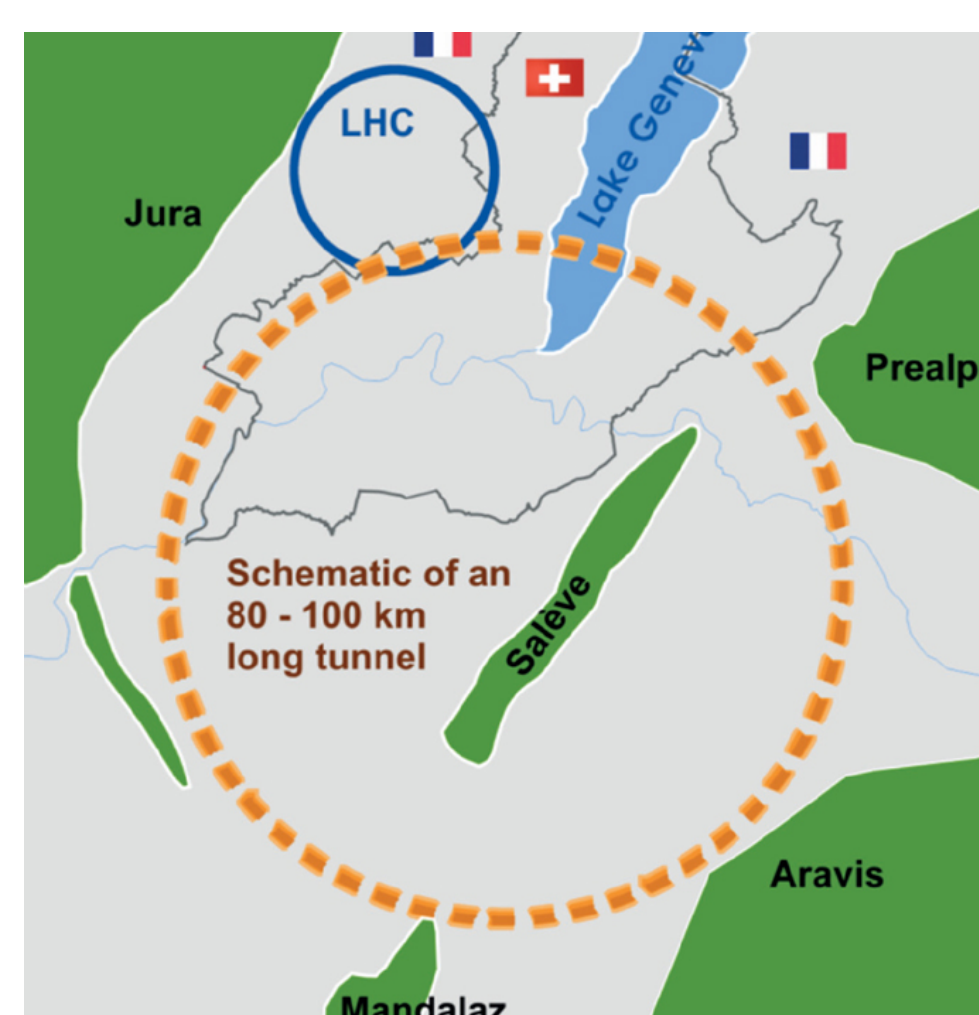 LHC
Lake Genev
Jura
Prealp
Schematic of an
80 - 100 km
long tunnel
Salève
Aravis
Mandalaz